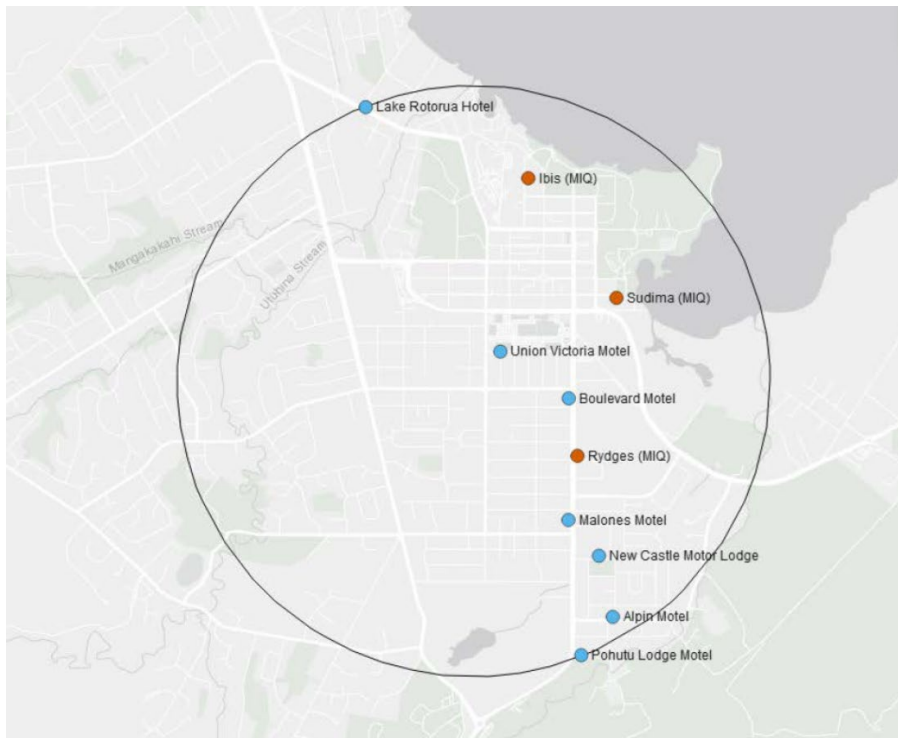 Lake Rotorua Hotel
Ibis (MIQ)
Mangakakahi Stream
Utuhina Stream
Sudima (MIQ)
Union Victoria Motel
Boulevard Motel
Rydges (MIQ)
Malones Motel
New Castle Motor Lodge
Alpin Motel
Pohutu Lodge Motel